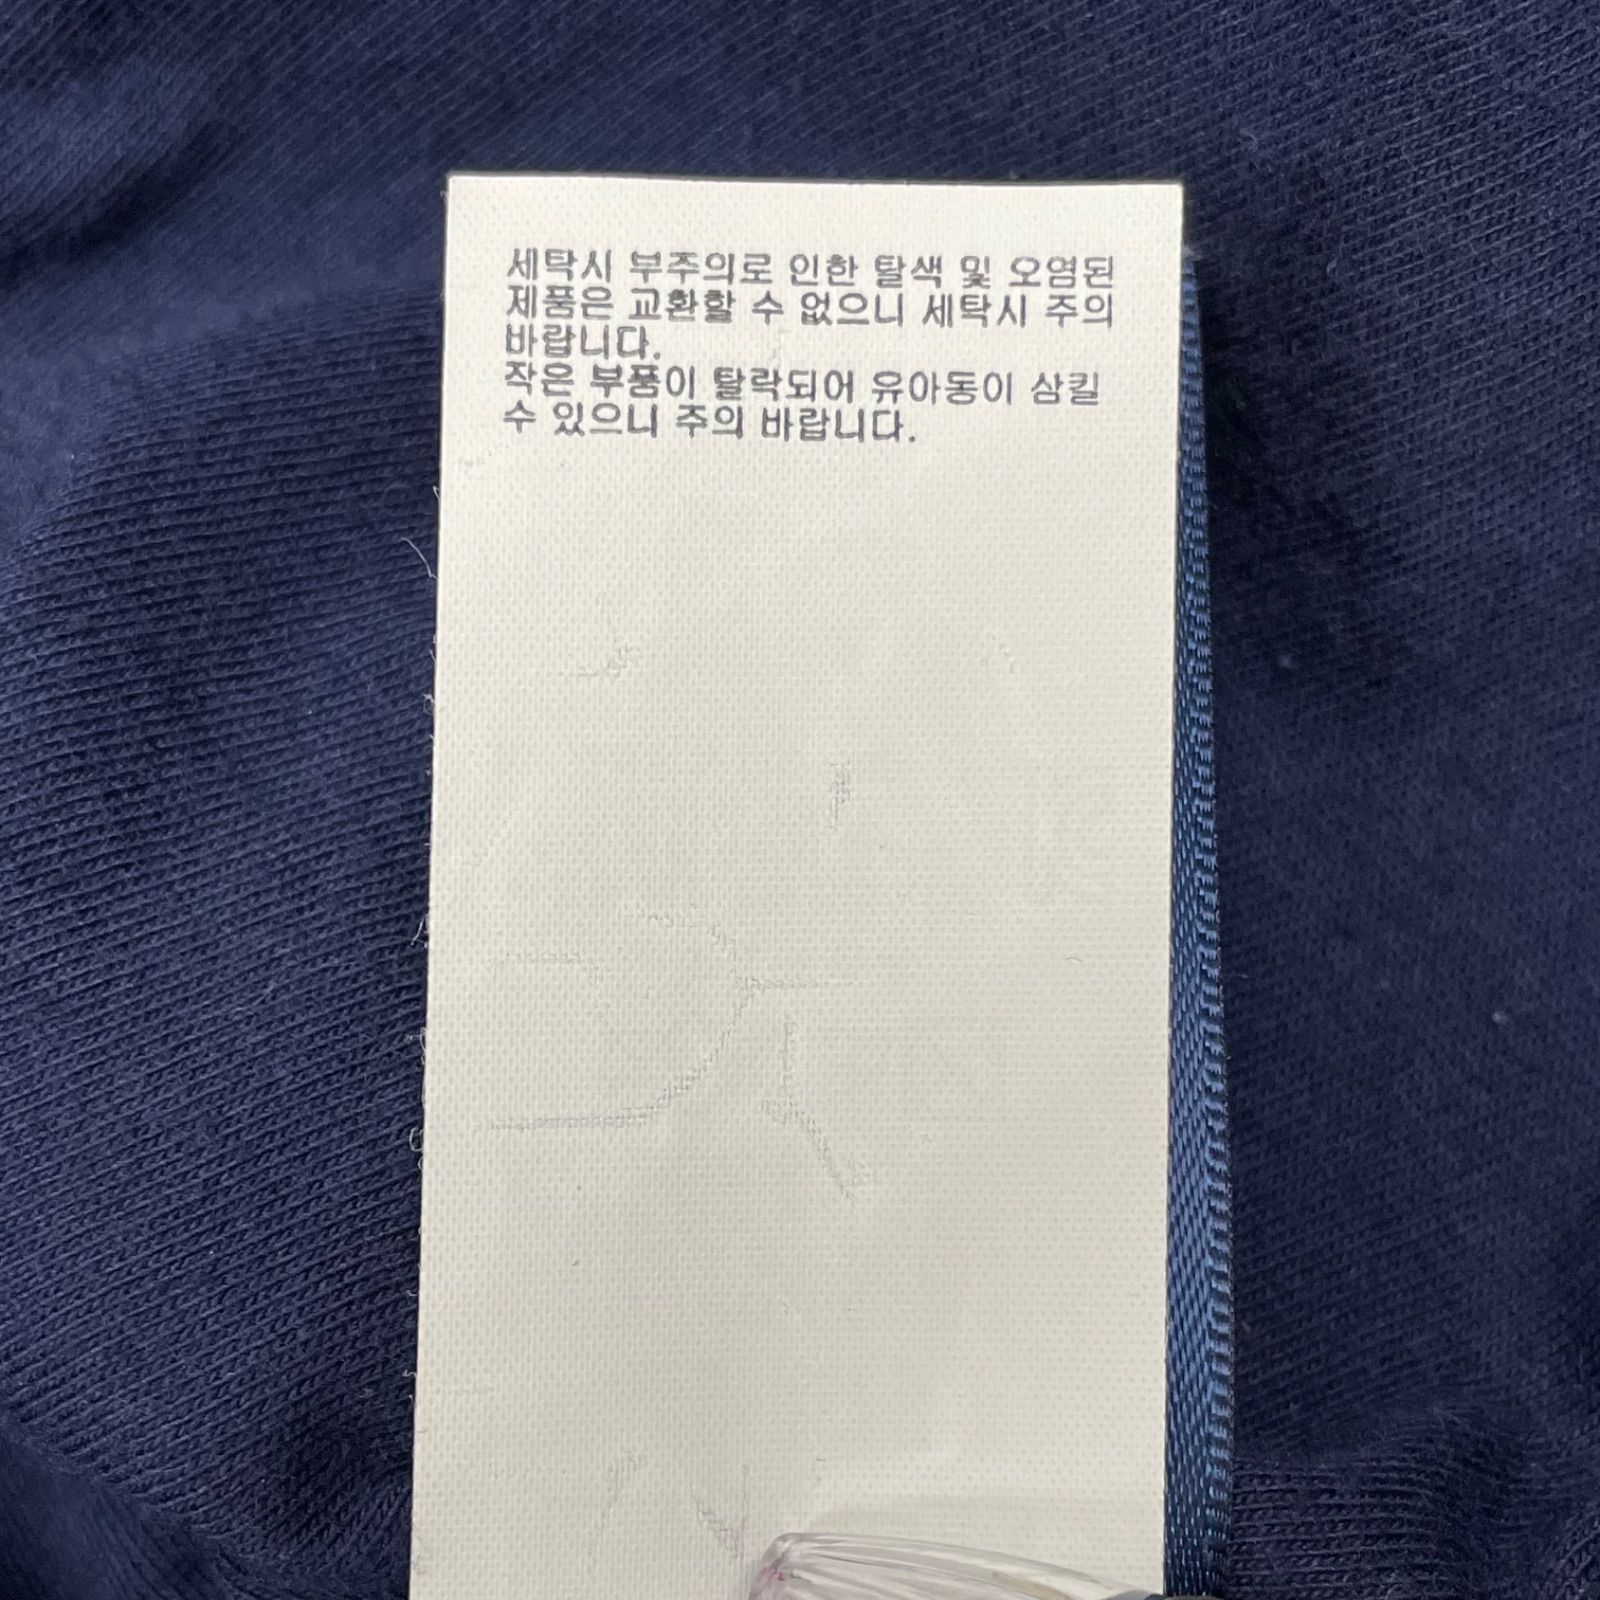 세탁시 부주의로 인한 탈색 및 오염된
제품은 교환할 수 없으니 세탁시 주의
바랍니다.
작은 부품이 탈락되어 유아동이 삼킬
수 있으니 주의 바랍니다.